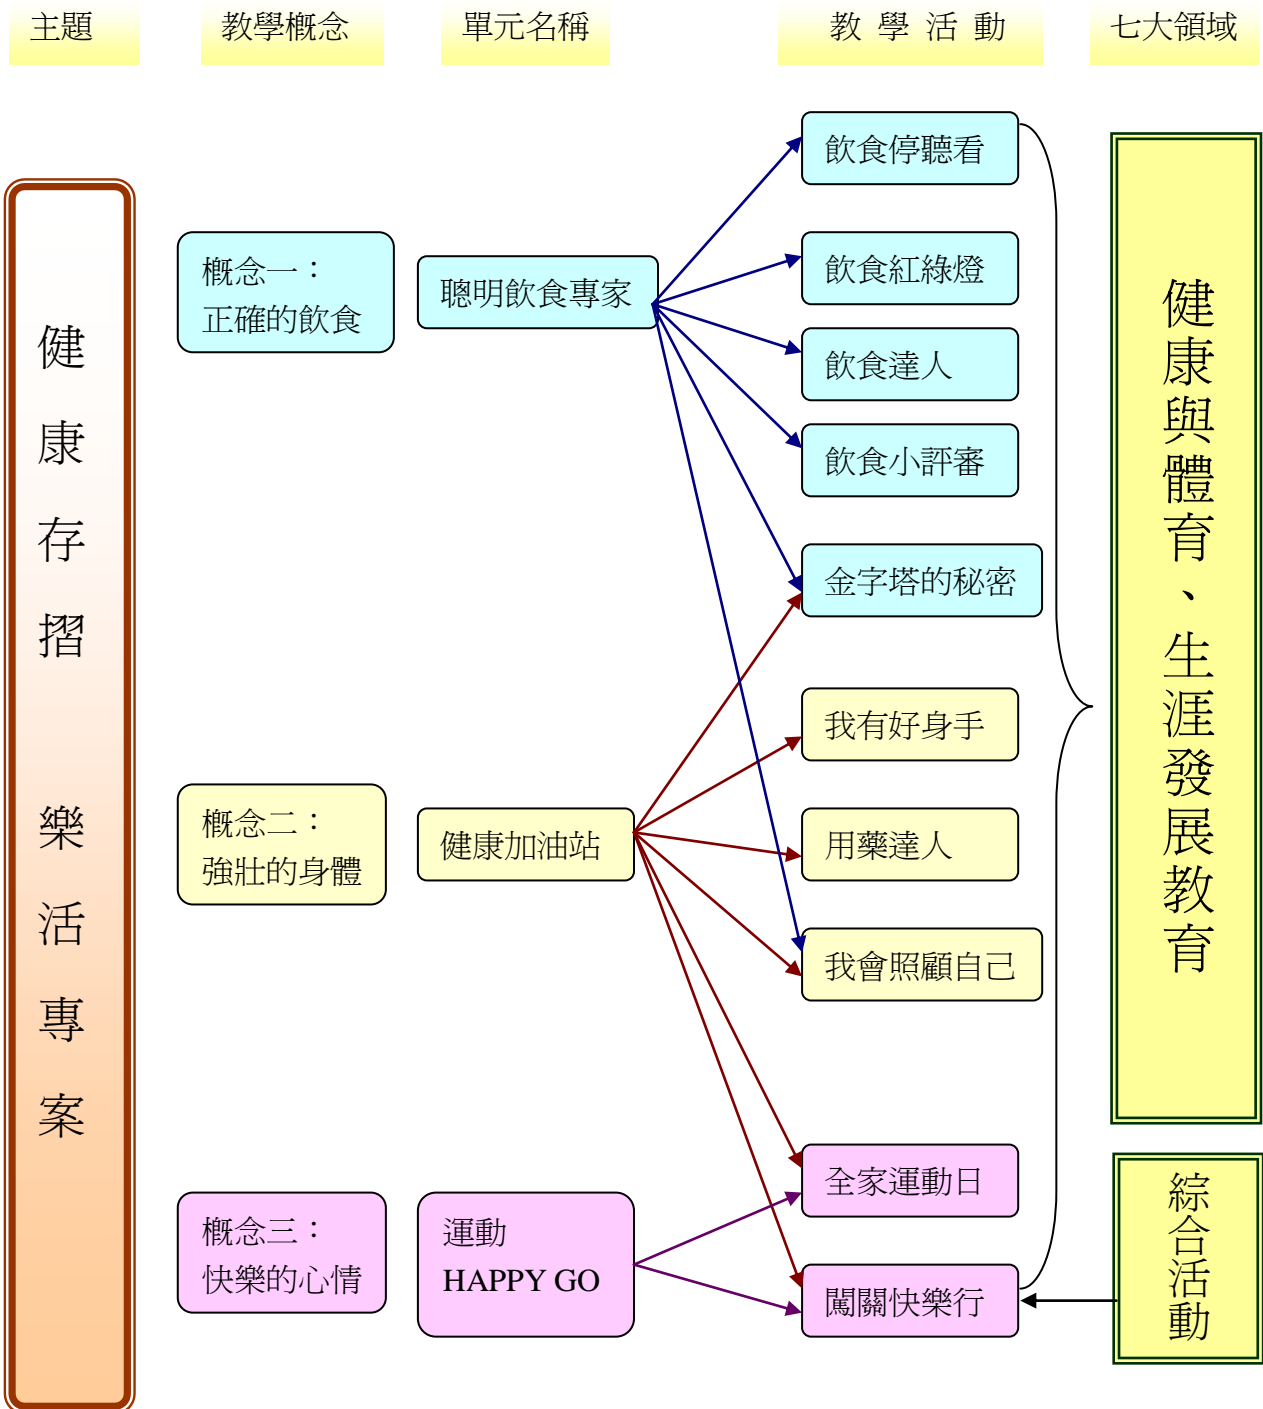 主題
教學概念
單元名稱
教學活動
七大領域
健康存摺 樂活專案
概念一：
正確的飲食
聰明飲食專家
飲食停聽看
飲食紅綠燈
飲食達人
飲食小評審
金字塔的秘密
概念二：
強壯的身體
健康加油站
我有好身手
用藥達人
我會照顧自己
概念三：
快樂的心情
運動
HAPPY GO
全家運動日
闖關快樂行
健康與體育、生涯發展教育
綜合活動